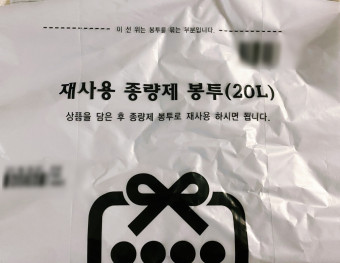 이 선 위는 봉투를 묶는 부분입니다.
재사용 종량제 봉투(20L)
상품을 담은 후 종량제 봉투로 재사용 하시면 됩니다.